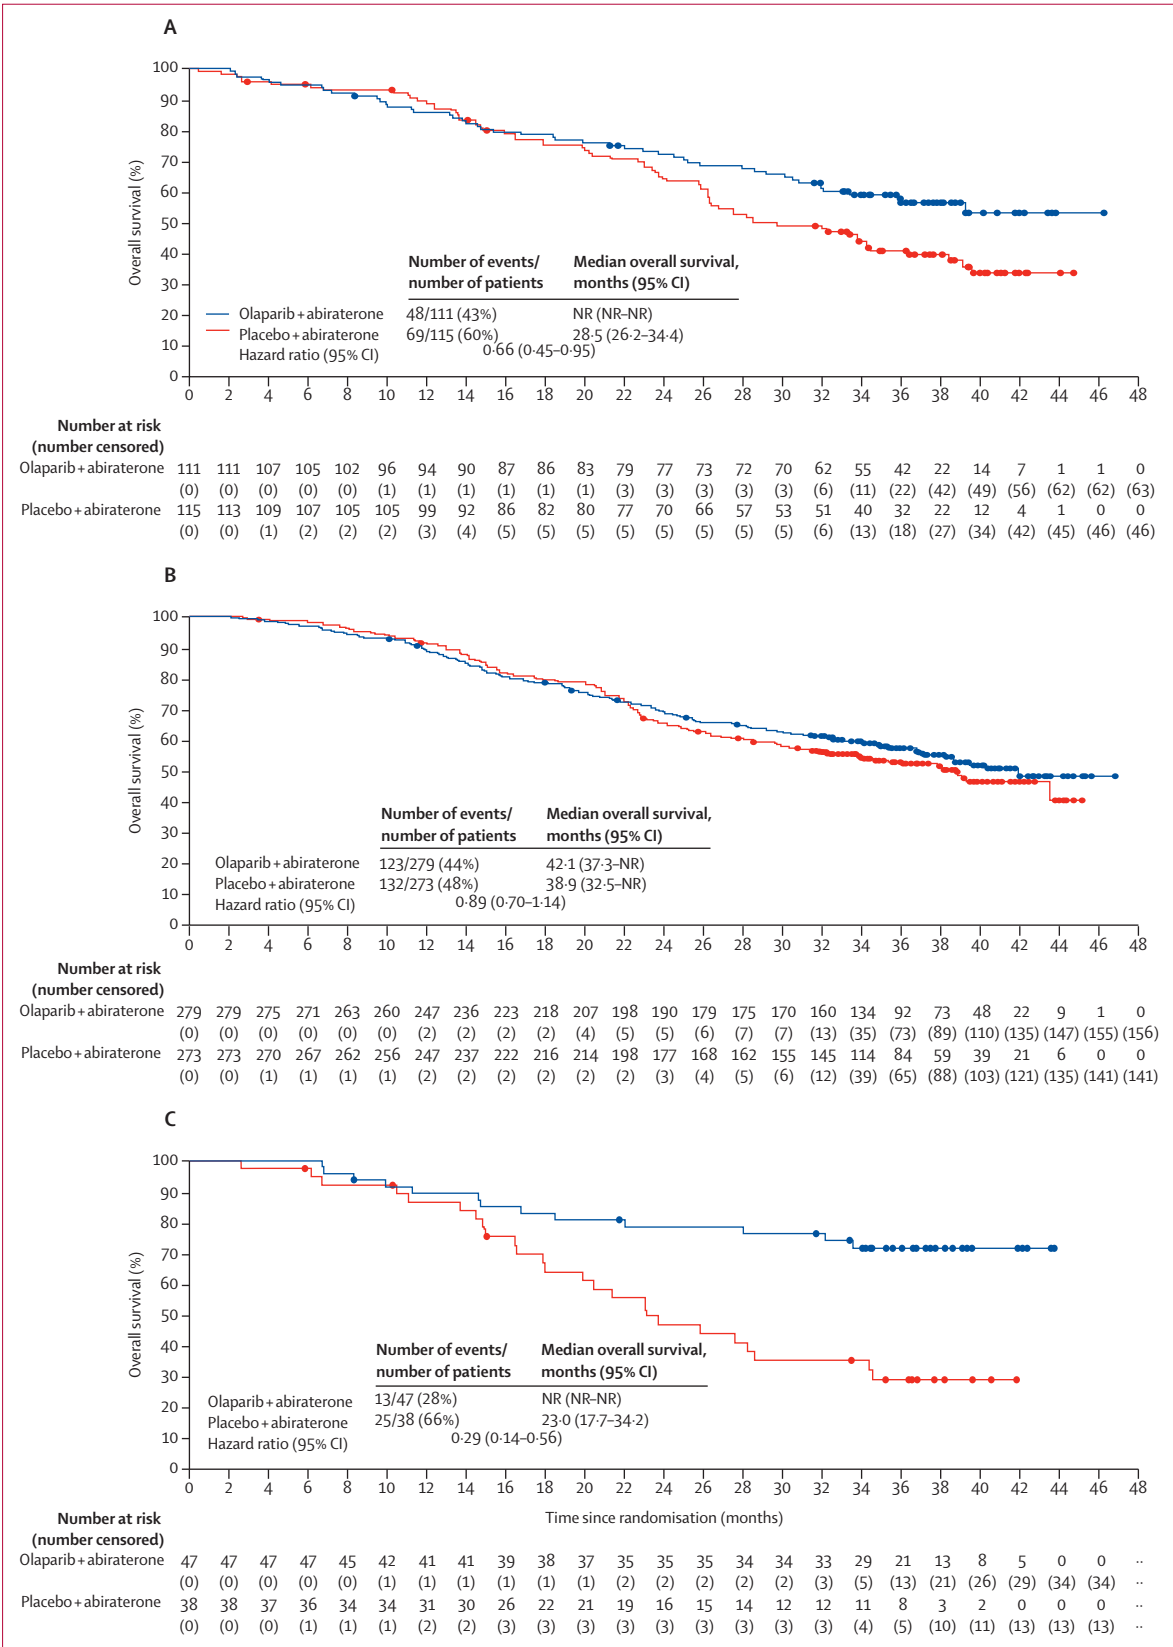 A
100
90
80
70
60
50
40
30
20
10
0
Overall survival (%)
Number of events/ Median overall survival,
number of patients months (95% CI)
Olaparib + abiraterone 48/111 (43%) NR (NR–NR)
Placebo + abiraterone 69/115 (60%) 28·5 (26·2–34·4)
Hazard ratio (95% CI) 0·66 (0·45–0·95)
0 2 4 6 8 10 12 14 16 18 20 22 24 26 28 30 32 34 36 38 40 42 44 46 48
Number at risk
(number censored)
Olaparib + abiraterone 111 111 107 105 102 96 94 90 87 86 83 79 77 73 72 70 62 55 42 22 14 7 1 1 0
(0) (0) (0) (0) (0) (1) (1) (1) (1) (1) (1) (3) (3) (3) (3) (3) (6) (11) (22) (42) (49) (56) (62) (62) (63)
Placebo + abiraterone 115 113 109 107 105 105 99 92 86 82 80 77 70 66 57 53 51 40 32 22 12 4 1 0 0
(0) (0) (1) (2) (2) (2) (3) (4) (5) (5) (5) (5) (5) (5) (5) (5) (6) (13) (18) (27) (34) (42) (45) (46) (46)
B
100
90
80
70
60
50
40
30
20
10
0
Overall survival (%)
Number of events/ Median overall survival,
number of patients months (95% CI)
Olaparib + abiraterone 123/279 (44%) 42·1 (37·3–NR)
Placebo + abiraterone 132/273 (48%) 38·9 (32·5–NR)
Hazard ratio (95% CI) 0·89 (0·70–1·14)
0 2 4 6 8 10 12 14 16 18 20 22 24 26 28 30 32 34 36 38 40 42 44 46 48
Number at risk
(number censored)
Olaparib + abiraterone 279 279 275 271 263 260 247 236 223 218 207 198 190 179 175 170 160 134 92 73 48 22 9 1 0
(0) (0) (0) (0) (0) (0) (2) (2) (2) (2) (4) (5) (5) (6) (7) (7) (13) (35) (73) (89) (110) (135) (147) (155) (156)
Placebo + abiraterone 273 273 270 267 262 256 247 237 222 216 214 198 177 168 162 155 145 114 84 59 39 21 6 0 0
(0) (0) (1) (1) (1) (1) (2) (2) (2) (2) (2) (2) (3) (4) (5) (6) (12) (39) (65) (88) (103) (121) (135) (141) (141)
C
100
90
80
70
60
50
40
30
20
10
0
Overall survival (%)
Number of events/ Median overall survival,
number of patients months (95% CI)
Olaparib + abiraterone 13/47 (28%) NR (NR–NR)
Placebo + abiraterone 25/38 (66%) 23·0 (17·7–34·2)
Hazard ratio (95% CI) 0·29 (0·14–0·56)
0 2 4 6 8 10 12 14 16 18 20 22 24 26 28 30 32 34 36 38 40 42 44 46 48
Time since randomisation (months)
Number at risk
(number censored)
Olaparib + abiraterone 47 47 47 47 45 42 41 41 39 38 37 35 35 35 34 34 33 29 21 13 8 5 0 0 ··
(0) (0) (0) (0) (0) (1) (1) (1) (1) (1) (1) (2) (2) (2) (2) (2) (3) (5) (13) (21) (26) (29) (34) (34) ··
Placebo + abiraterone 38 38 37 36 34 34 31 30 26 22 21 19 16 15 14 12 12 11 8 3 2 0 0 0 ··
(0) (0) (0) (1) (1) (1) (2) (2) (3) (3) (3) (3) (3) (3) (3) (3) (3) (4) (5) (10) (11) (13) (13) (13) ··